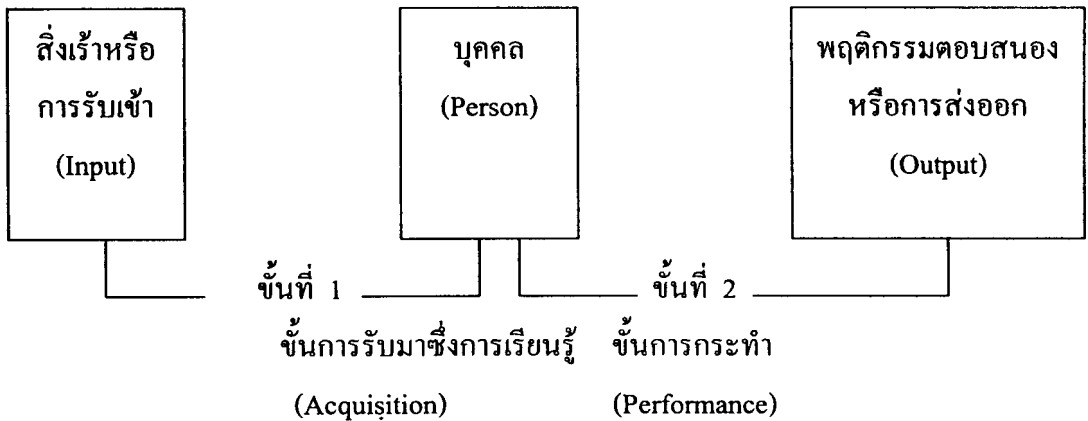 สิ่งเร้าหรือ
การรับเข้า
(Input)
บุคคล
(Person)
พฤติกรรมตอบสนอง
หรือการส่งออก
(Output)
ขั้นที่ 1
ขั้นการรับมาซึ่งการเรียนรู้
(Acquisition)
ขั้นที่ 2
ขั้นการกระทำ
(Performance)